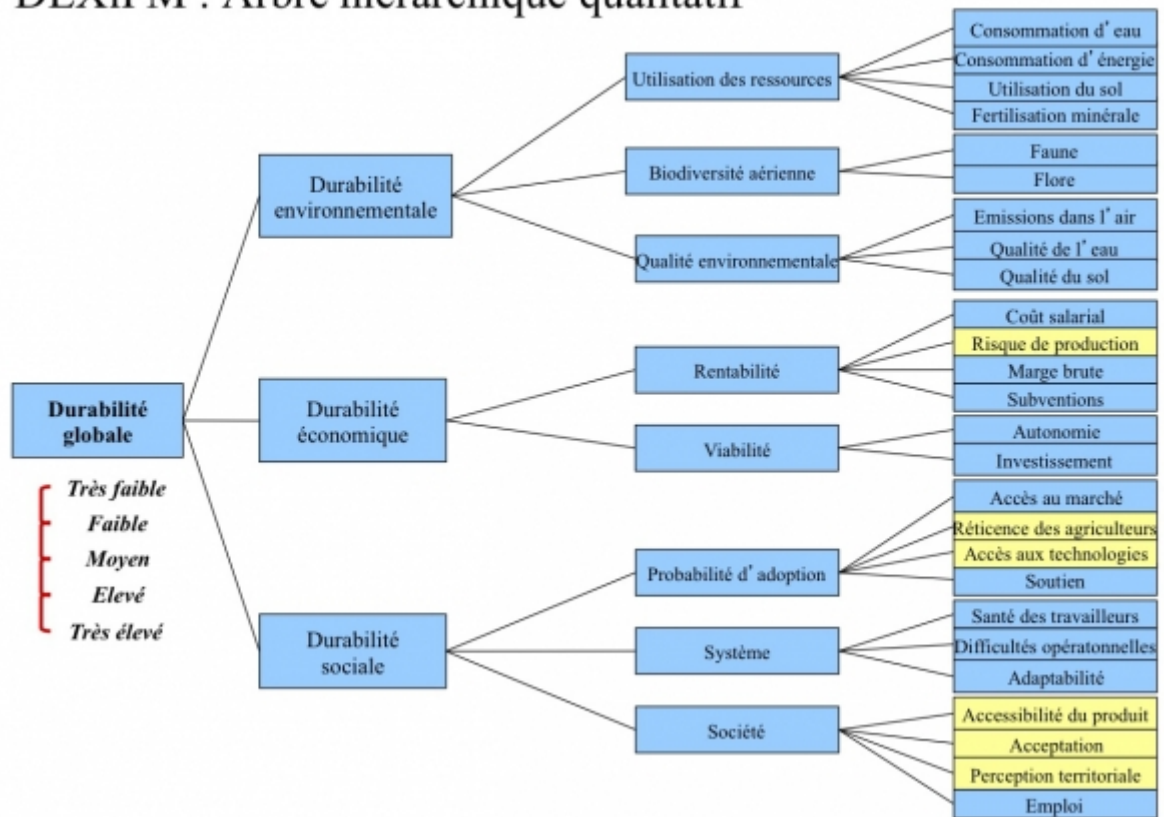 DEXiPM : Arbre hiérarchique qualitatif
Consommation d' eau
Consommation d' énergie
Utilisation des ressources
Utilisation du sol
Fertilisation minérale
Faune
Biodiversité aérienne
Flore
Durabilité
environnementale
Emissions dans l' air
Qualité de l' eau
Qualité environnementale
Qualité du sol
Coût salarial
Risque de production
Rentabilité
Marge brute
Subventions
Durabilité
globale
Durabilité
économique
Autonomie
Viabilité
Investissement
Très faible
Faible
Moyen
Elevé
Très élevé
Accès au marché
Réticence des agriculteurs
Accès aux technologies
Probabilité d' adoption
Soutien
Santé des travailleurs
Durabilité
sociale
Système
Difficultés opératonnelles
Adaptabilité
Accessibilité du produit
Société
Acceptation
Perception territoriale
Emploi